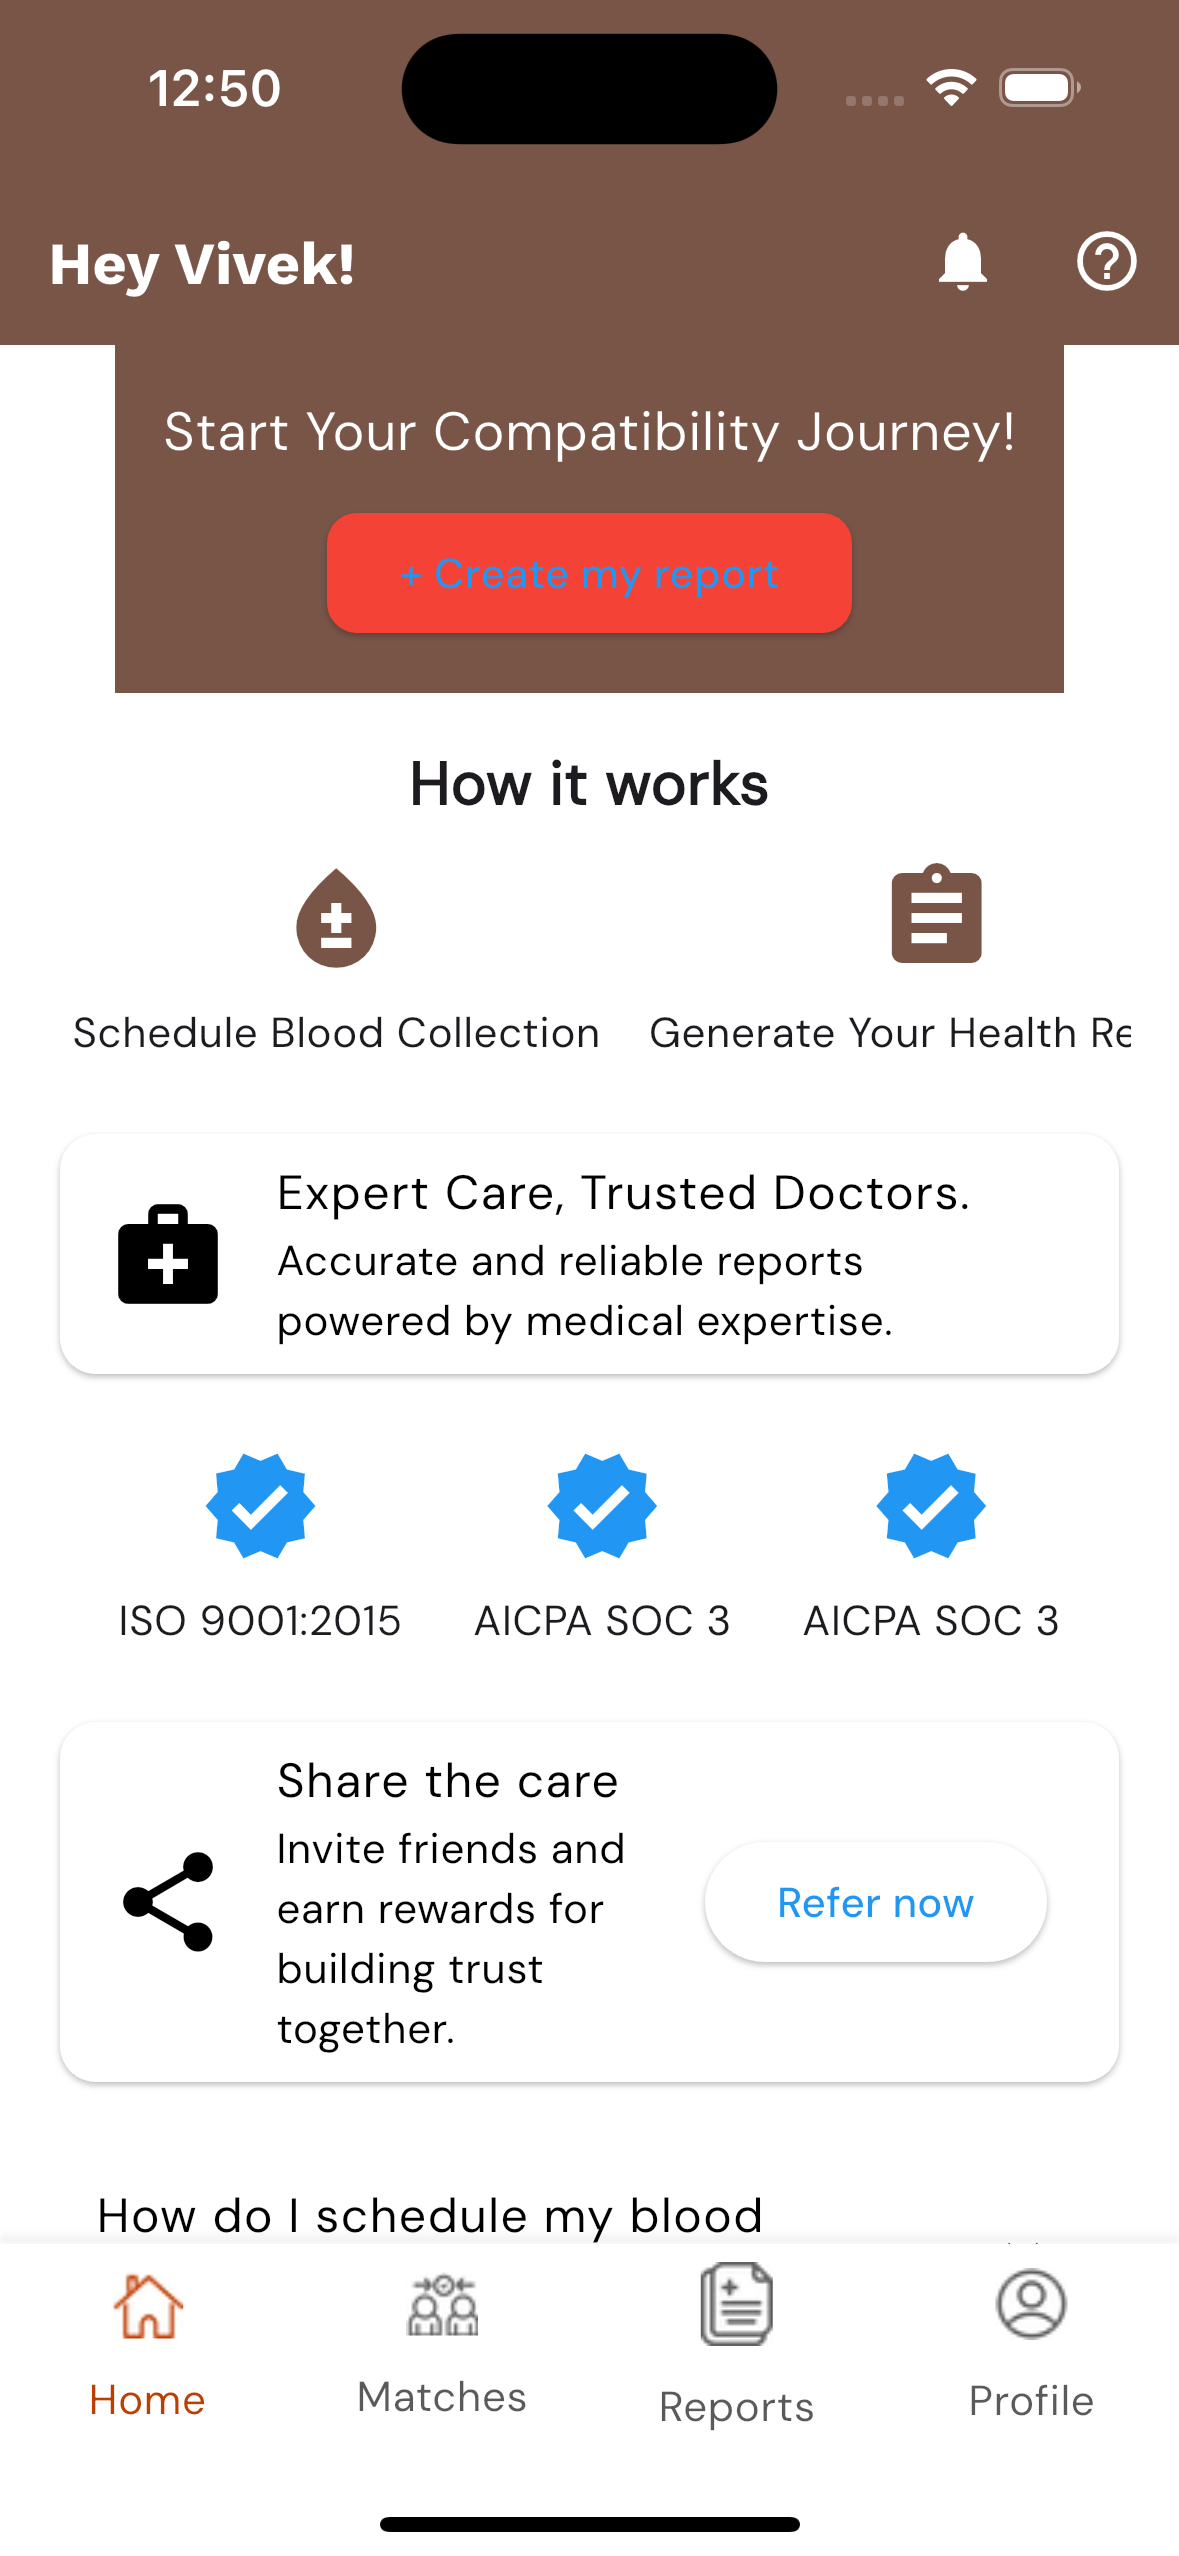 12:50
Hey Vivek!
Start Your Compatibility Journey!
+ Create my report
How it works
Schedule Blood Collection
Generate Your Health Re
Expert Care, Trusted Doctors.
Accurate and reliable reports
powered by medical expertise.
ISO 9001:2015
AICPA SOC 3
AICPA SOC 3
Share the care
Invite friends and
earn rewards for
building trust
together.
Refer now
How do I schedule my blood
Home
Matches
Reports
Profile